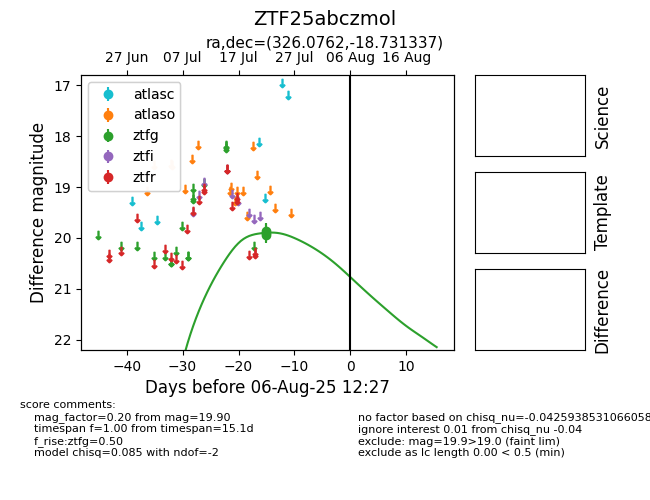 ZTF25abczmol
ra,dec=(326.0762,-18.731337)
27 Jun 07 Jul 17 Jul 27 Jul 06 Aug 16 Aug
17
18
19
20
21
22
Difference magnitude
atlasc
atlaso
ztfg
ztfi
ztfr
−40 −30 −20 −10 0 10
Days before 06-Aug-25 12:27
Science
Template
Difference
score comments:
mag_factor=0.20 from mag=19.90
timespan f=1.00 from timespan=15.1d
f_rise:ztfg=0.50
model chisq=0.085 with ndof=-2
no factor based on chisq_nu=-0.0425938531066058
ignore interest 0.01 from chisq_nu -0.04
exclude: mag=19.9>19.0 (faint lim)
exclude as lc length 0.00 < 0.5 (min)